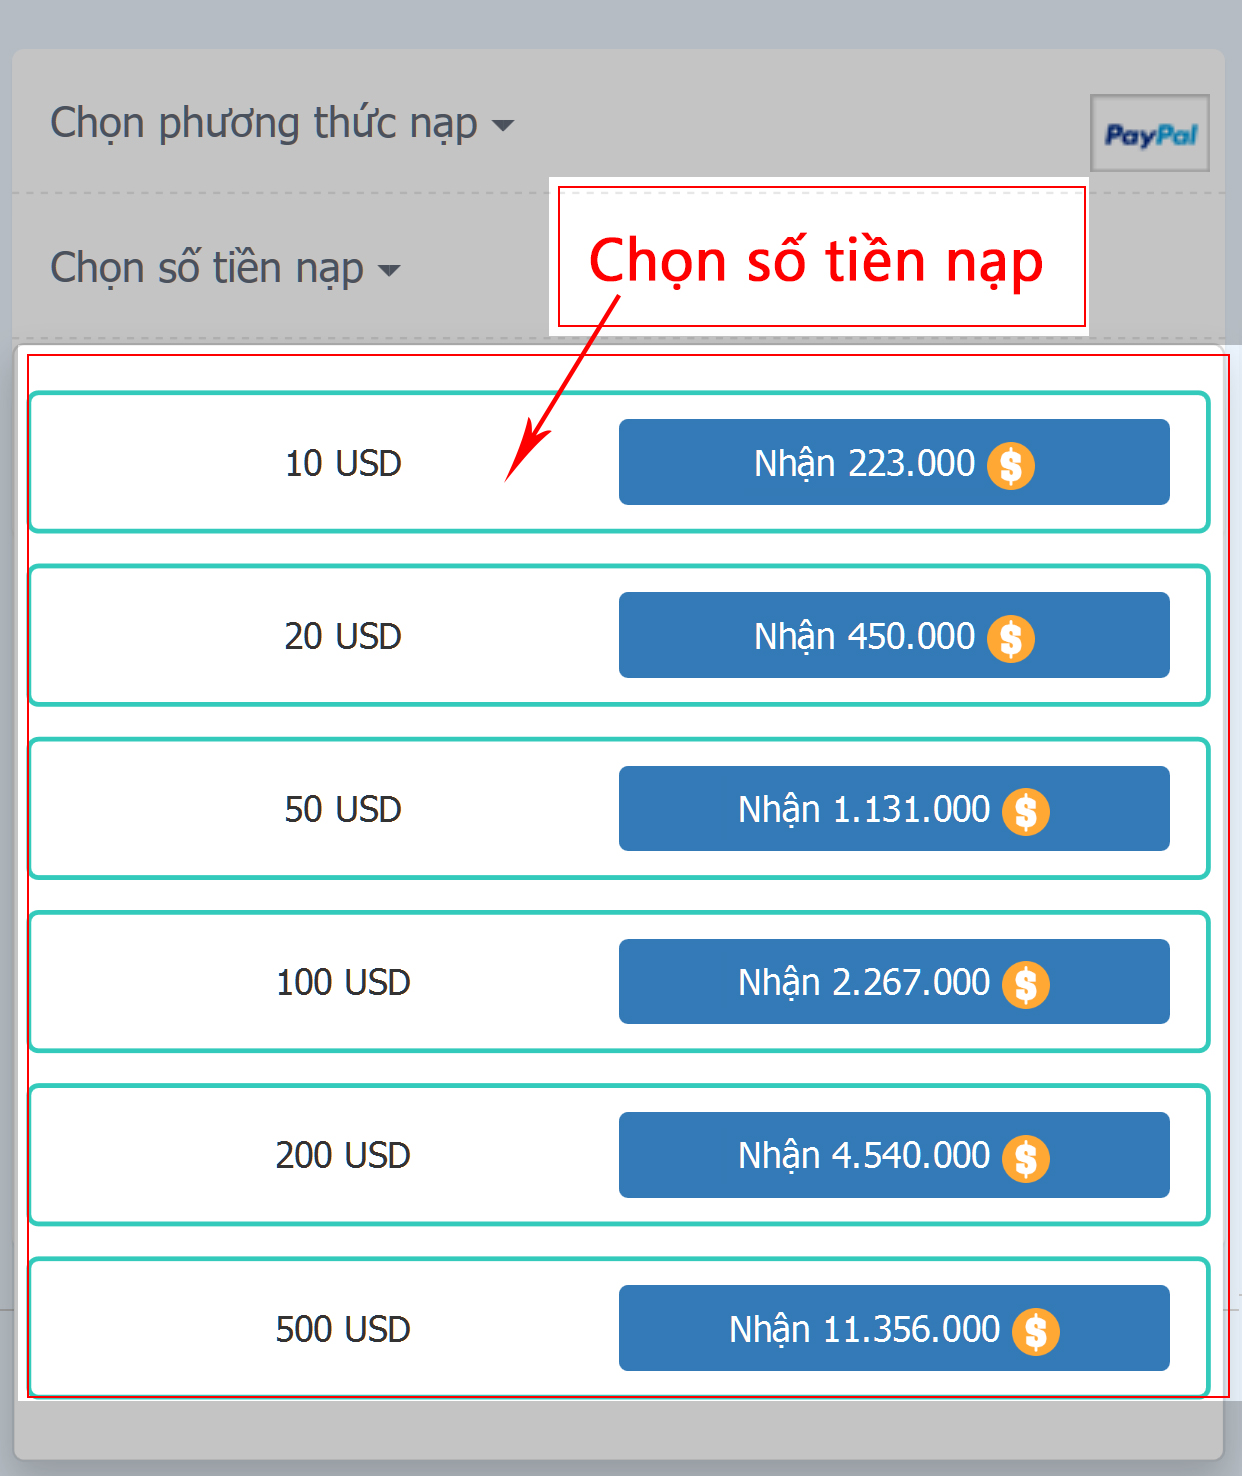 Chọn phương thức nạp
PayPal
Chọn số tiền nạp
Chọn số tiền nạp
10 USD
Nhận 223.000 $
20 USD
Nhận 450.000 $
50 USD
Nhận 1.131.000 $
100 USD
Nhận 2.267.000 $
200 USD
Nhận 4.540.000 $
500 USD
Nhận 11.356.000 $